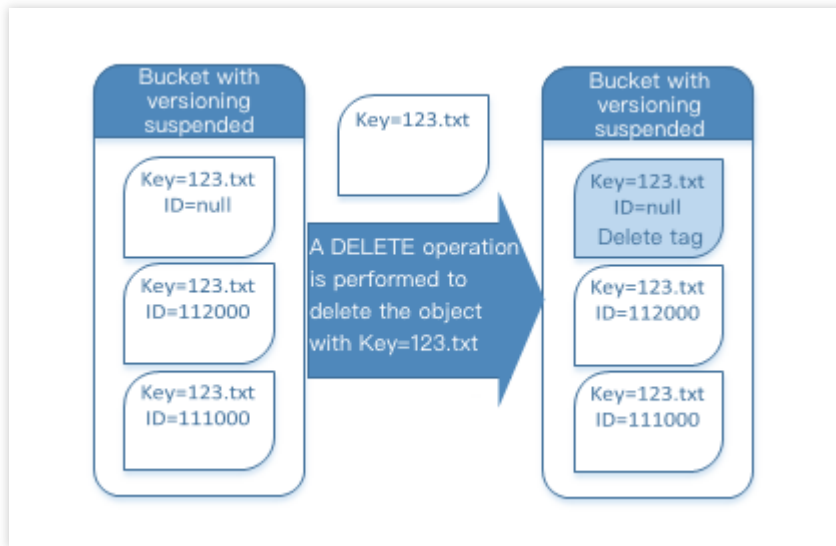 Bucket with
versioning
suspended
Key=123.txt
ID=null
Key=123.txt
ID=112000
Key=123.txt
ID=111000
Key=123.txt
A DELETE operation
is performed to
delete the object
with Key=123.txt
Bucket with
versioning
suspended
Key=123.txt
ID=null
Delete tag
Key=123.txt
ID=112000
Key=123.txt
ID=111000